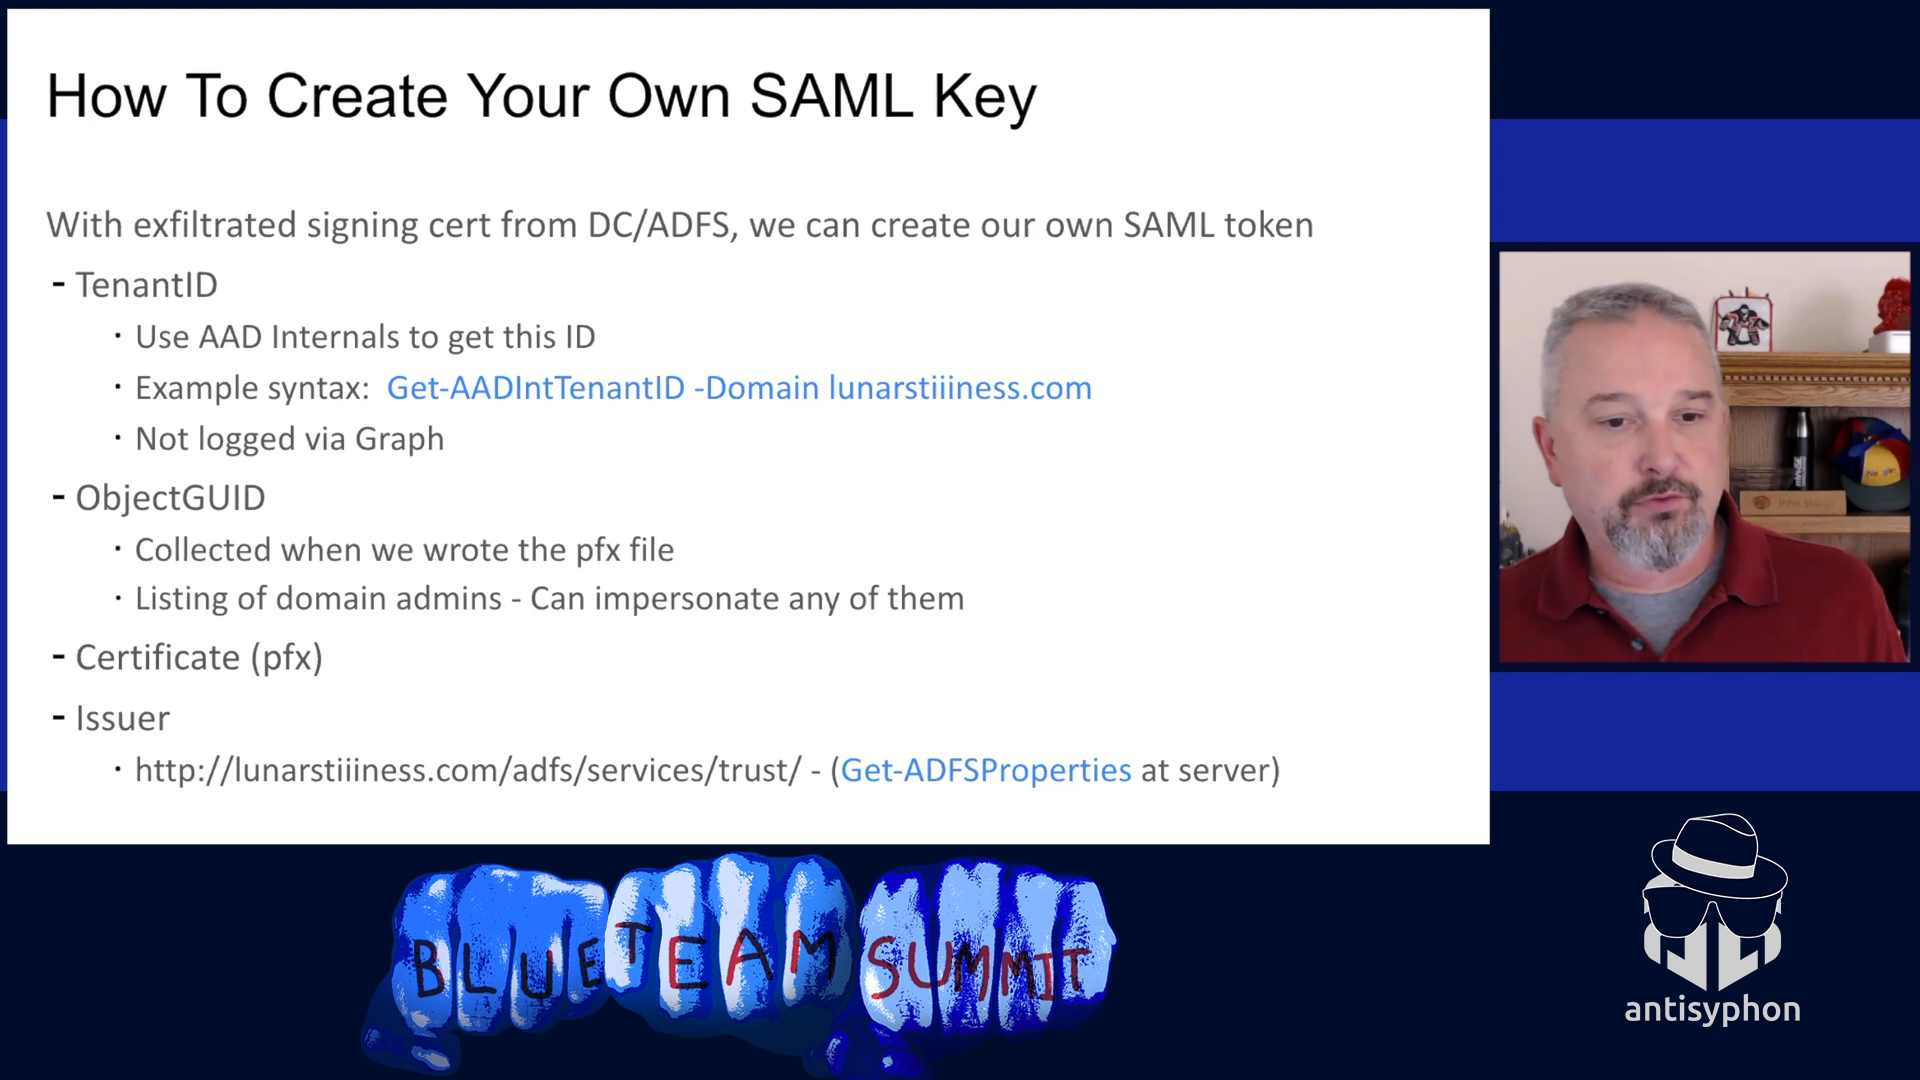 How To Create Your Own SAML Key
With exfiltrated signing cert from DC/ADFS, we can create our own SAML token
- TenantID
· Use AAD Internals to get this ID
· Example syntax: Get-AADIntTenantID -Domain lunarstiiiness.com
· Not logged via Graph
- ObjectGUID
· Collected when we wrote the pfx file
· Listing of domain admins - Can impersonate any of them
- Certificate (pfx)
- Issuer
· http://lunarstiiiness.com/adfs/services/trust/ - (Get-ADFSProperties at server)
BLUE TEAM SUMMIT
antisyphon